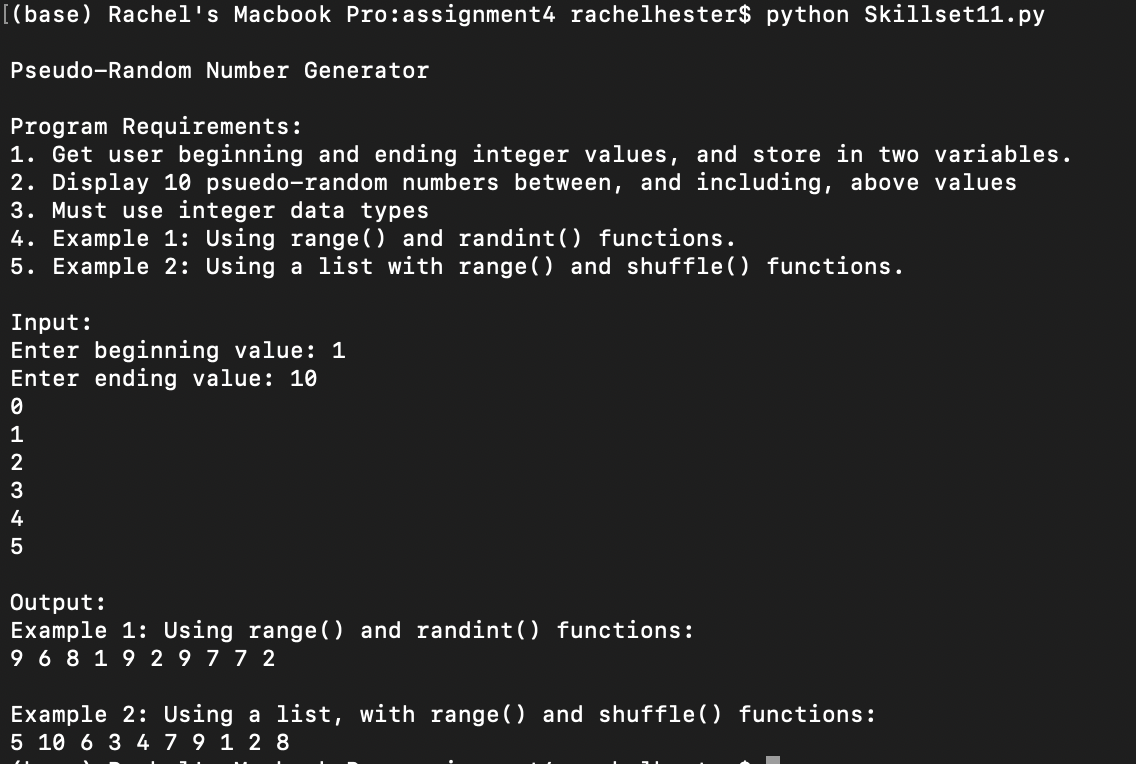 [(base) Rachel's Macbook Pro:assignment4 rachelhester$ python Skillset11.py
Pseudo-Random Number Generator
Program Requirements:
1. Get user beginning and ending integer values, and store in two variables.
2. Display 10 psuedo-random numbers between, and including, above values
3. Must use integer data types
4. Example 1: Using range() and randint() functions.
5. Example 2: Using a list with range() and shuffle() functions.
Input:
Enter beginning value: 1
Enter ending value: 10
0
1
2
3
4
5
Output:
Example 1: Using range() and randint() functions:
9 6 8 1 9 2 9 7 7 2
Example 2: Using a list, with range() and shuffle() functions:
5 10 6 3 4 7 9 1 2 8